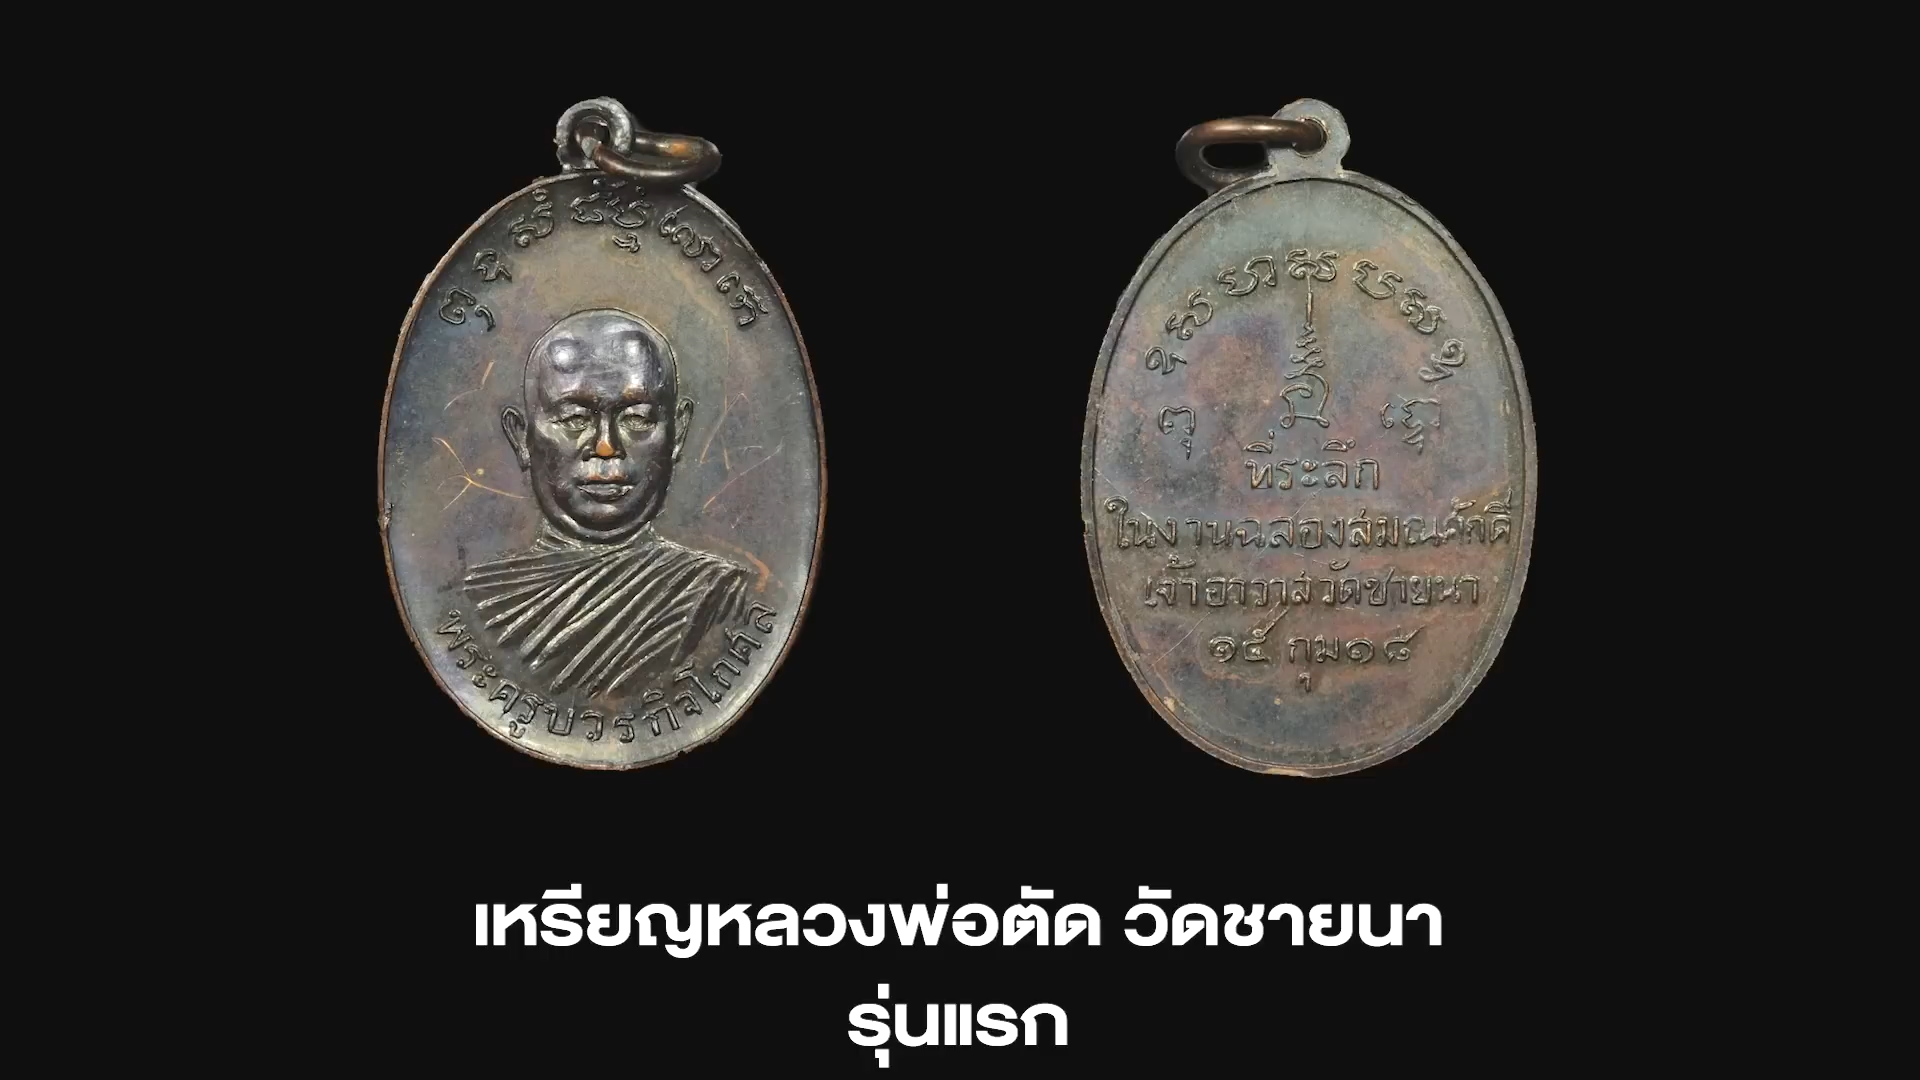 พระครูบวรกิจโกศล
ที่ระลึก
ในงานฉลองสมณศักดิ์
เจ้าอาวาสวัดชายนา
๑๕ กุม ๑๘
เหรียญหลวงพ่อตัด วัดชายนา
รุ่นแรก